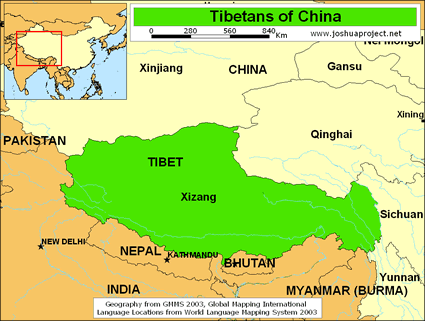 Tibetans of China
0 280 560 840
Km
www.joshuaproject.net
Nei Mongol
Xinjiang
CHINA
Gansu
Xining
Qinghai
PAKISTAN
TIBET
Xizang
Sichuan
NEW DELHI
NEPAL
KATHMANDU
BHUTAN
Yunnan
INDIA
MYANMAR (BURMA)
Geography from GMMS 2003, Global Mapping International
Language Locations from World Language Mapping System 2003